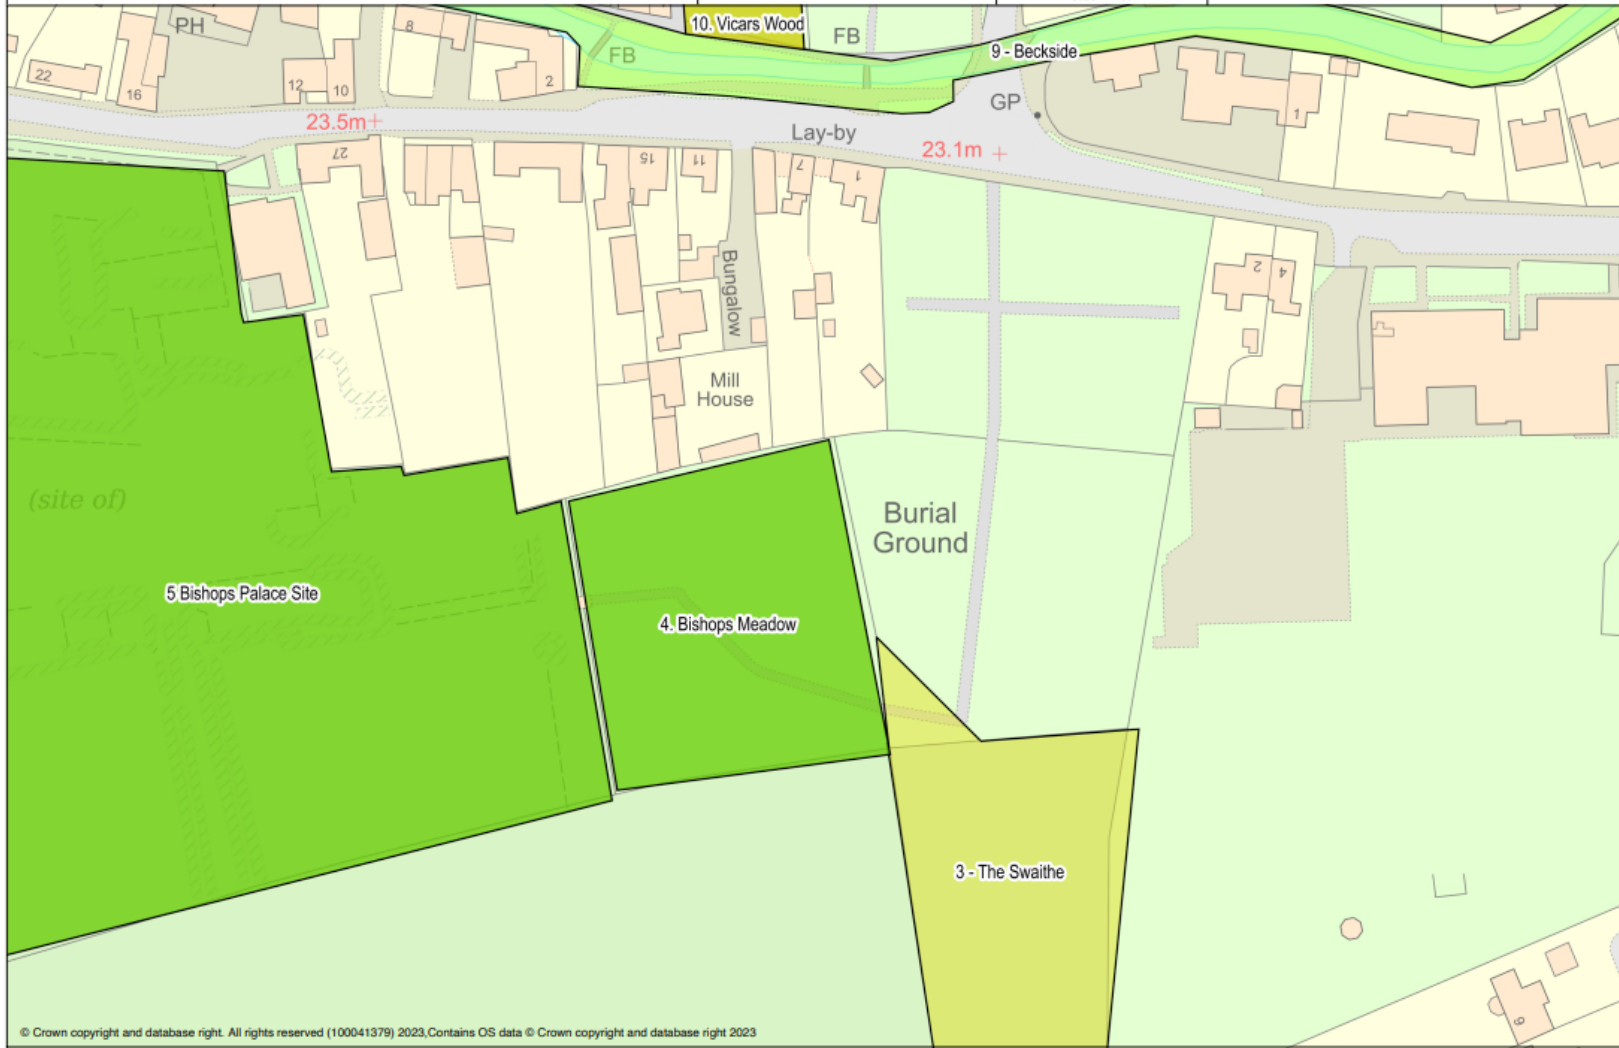 10. Vicars Wood
PH
8
FB
9 - Beckside
FB
22
16
12
10
2
GP
1
23.5m
Lay-by
23.1m
27
15
11
7
1
Bungalow
2
4
Mill
House
(site of)
Burial
Ground
5 Bishops Palace Site
4. Bishops Meadow
3 - The Swaithe
9
© Crown copyright and database right. All rights reserved (100041379) 2023,Contains OS data © Crown copyright and database right 2023